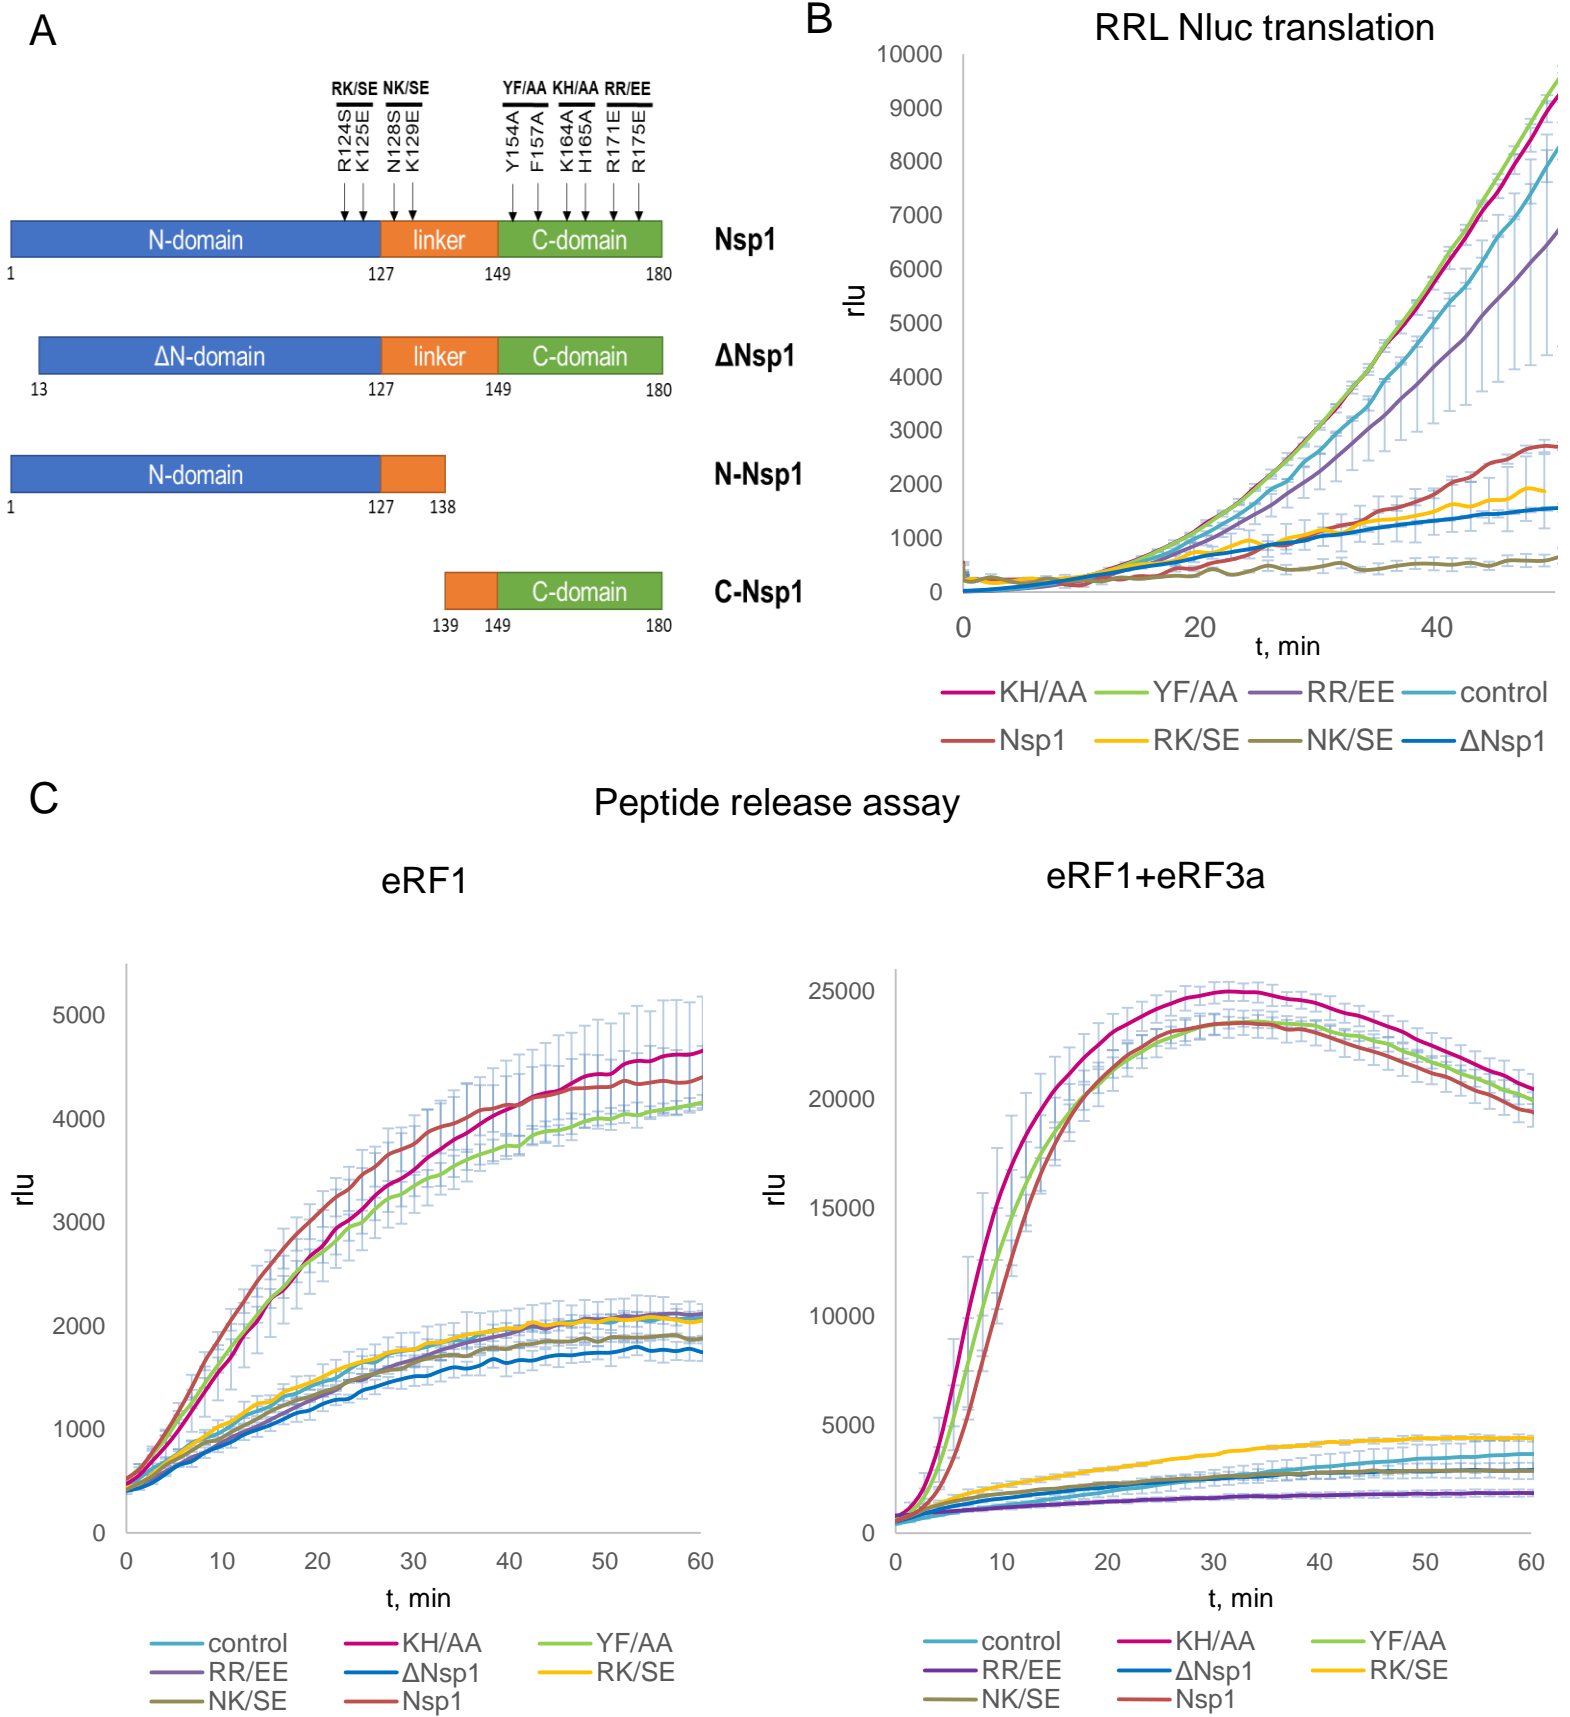 A
RK/SE NK/SE YF/AA KH/AA RR/EE
R124S K125E N128S K129E Y154A F157A K164A H165A R171E R175E
N-domain linker C-domain Nsp1
1 127 149 180
ΔN-domain linker C-domain ΔNsp1
13 127 149 180
N-domain N-Nsp1
1 127 138
C-domain C-Nsp1
139 149 180
B
RRL Nluc translation
10000
9000
8000
7000
6000
5000
4000
3000
2000
1000
0
rlu
0 20 40
t, min
KH/AA YF/AA RR/EE control
Nsp1 RK/SE NK/SE ΔNsp1
C
Peptide release assay
eRF1
5000
4000
3000
2000
1000
0
rlu
0 10 20 30 40 50 60
t, min
control KH/AA YF/AA
RR/EE ΔNsp1 RK/SE
NK/SE Nsp1
eRF1+eRF3a
25000
20000
15000
10000
5000
0
rlu
0 10 20 30 40 50 60
t, min
control KH/AA YF/AA
RR/EE ΔNsp1 RK/SE
NK/SE Nsp1